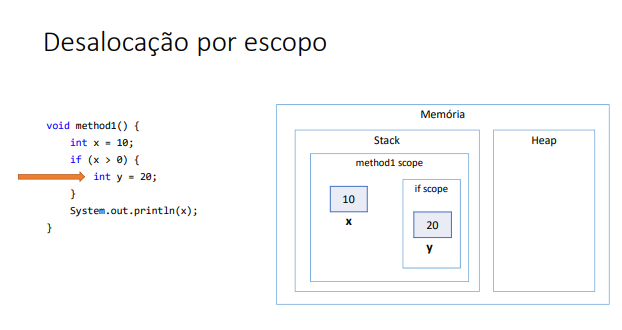 Desalocação por escopo
void method1() {
int x = 10;
if (x > 0) {
int y = 20;
}
System.out.println(x);
}
Memória
Stack
Heap
method1 scope
if scope
10
x
20
y